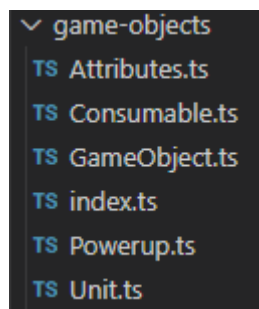 game-objects
TS Attributes.ts
TS Consumable.ts
TS GameObject.ts
TS index.ts
TS Powerup.ts
TS Unit.ts